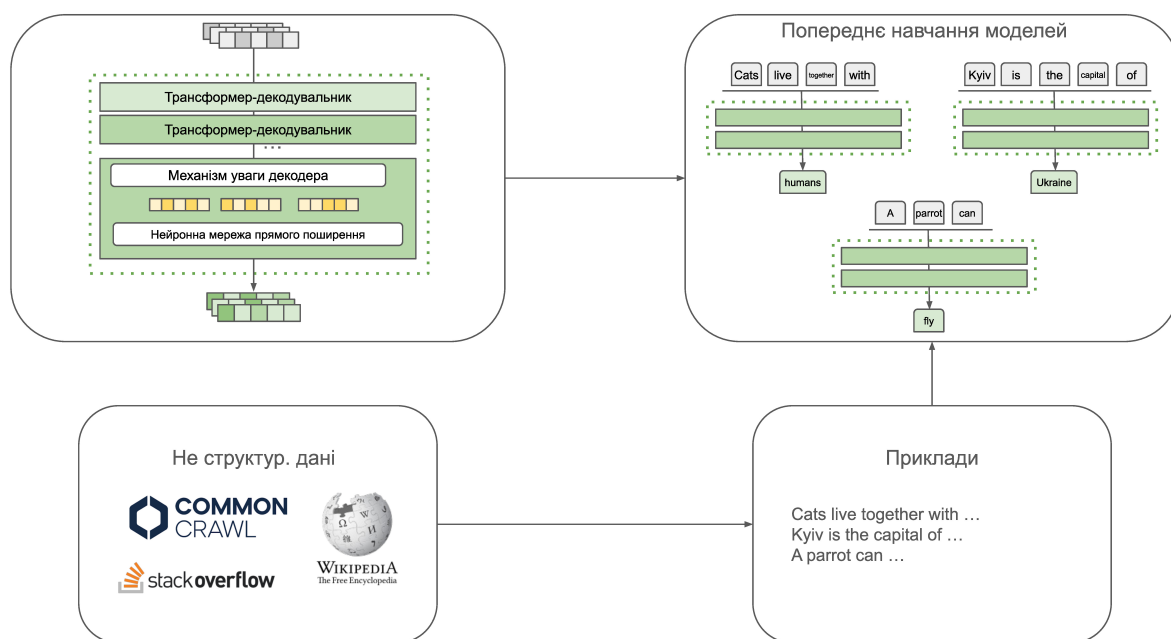 Трансформер-декодувальник
Трансформер-декодувальник
...
Механізм уваги декодера
Нейронна мережа прямого поширення
Попереднє навчання моделей
Cats live together with
Kyiv is the capital of
humans
Ukraine
A parrot can
fly
Не структур. дані
COMMON
CRAWL
WIKIPEDIA
The Free Encyclopedia
stackoverflow
Приклади
Cats live together with …
Kyiv is the capital of …
A parrot can …